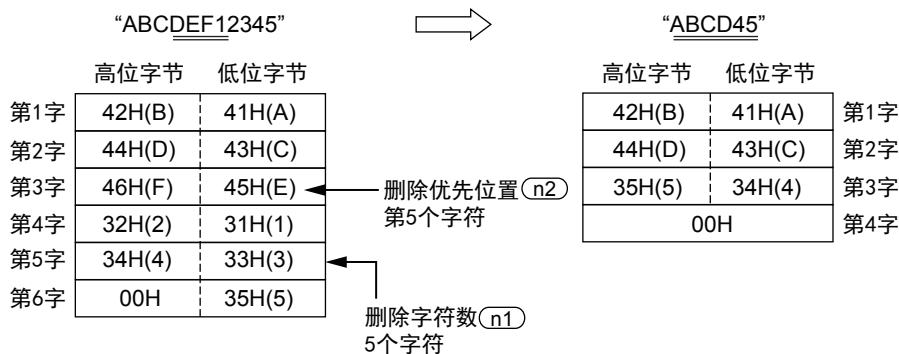 “ABCDEF12345”
“ABCD45”
高位字节 低位字节
第1字 42H(B) 41H(A)
第2字 44H(D) 43H(C)
第3字 46H(F) 45H(E)
第4字 32H(2) 31H(1)
第5字 34H(4) 33H(3)
第6字 00H 35H(5)
删除优先位置(n2)
第5个字符
删除字符数(n1)
5个字符
高位字节 低位字节
42H(B) 41H(A) 第1字
44H(D) 43H(C) 第2字
35H(5) 34H(4) 第3字
00H 第4字